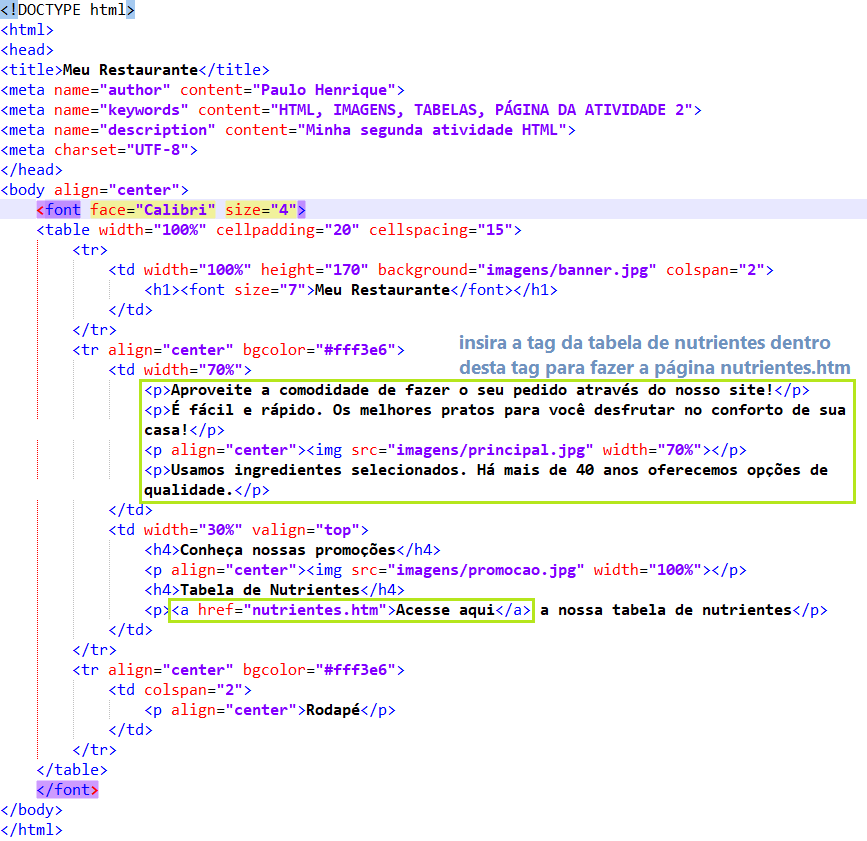 <!DOCTYPE html>
<html>
<head>
<title>Meu Restaurante</title>
<meta name="author" content="Paulo Henrique">
<meta name="keywords" content="HTML, IMAGENS, TABELAS, PÁGINA DA ATIVIDADE 2">
<meta name="description" content="Minha segunda atividade HTML">
<meta charset="UTF-8">
</head>
<body align="center">
<font face="Calibri" size="4">
<table width="100%" cellpadding="20" cellspacing="15">
<tr>
<td width="100%" height="170" background="imagens/banner.jpg" colspan="2">
<h1><font size="7">Meu Restaurante</font></h1>
</td>
</tr>
insira a tag da tabela de nutrientes dentro
desta tag para fazer a página nutrientes.htm
<tr align="center" bgcolor="#fff3e6">
<td width="70%">
<p>Aproveite a comodidade de fazer o seu pedido através do nosso site!</p>
<p>É fácil e rápido. Os melhores pratos para você desfrutar no conforto de sua
casa!</p>
<p align="center"><img src="imagens/principal.jpg" width="70%"></p>
<p>Usamos ingredientes selecionados. Há mais de 40 anos oferecemos opções de
qualidade.</p>
</td>
<td width="30%" valign="top">
<h4>Conheça nossas promoções</h4>
<p align="center"><img src="imagens/promocao.jpg" width="100%"></p>
<h4>Tabela de Nutrientes</h4>
<p><a href="nutrientes.htm">Acesse aqui</a> a nossa tabela de nutrientes</p>
</td>
</tr>
<tr align="center" bgcolor="#fff3e6">
<td colspan="2">
<p align="center">Rodapé</p>
</td>
</tr>
</table>
</font>
</body>
</html>